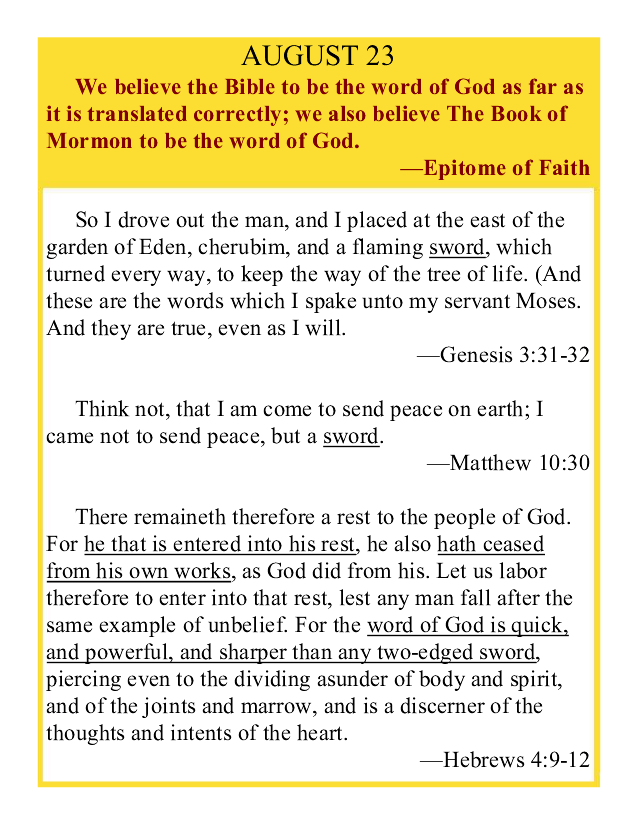 AUGUST 23
We believe the Bible to be the word of God as far as
it is translated correctly; we also believe The Book of
Mormon to be the word of God.
—Epitome of Faith
So I drove out the man, and I placed at the east of the
garden of Eden, cherubim, and a flaming sword, which
turned every way, to keep the way of the tree of life. (And
these are the words which I spake unto my servant Moses.
And they are true, even as I will.
—Genesis 3:31-32
Think not, that I am come to send peace on earth; I
came not to send peace, but a sword.
—Matthew 10:30
There remaineth therefore a rest to the people of God.
For he that is entered into his rest, he also hath ceased
from his own works, as God did from his. Let us labor
therefore to enter into that rest, lest any man fall after the
same example of unbelief. For the word of God is quick,
and powerful, and sharper than any two-edged sword,
piercing even to the dividing asunder of body and spirit,
and of the joints and marrow, and is a discerner of the
thoughts and intents of the heart.
—Hebrews 4:9-12